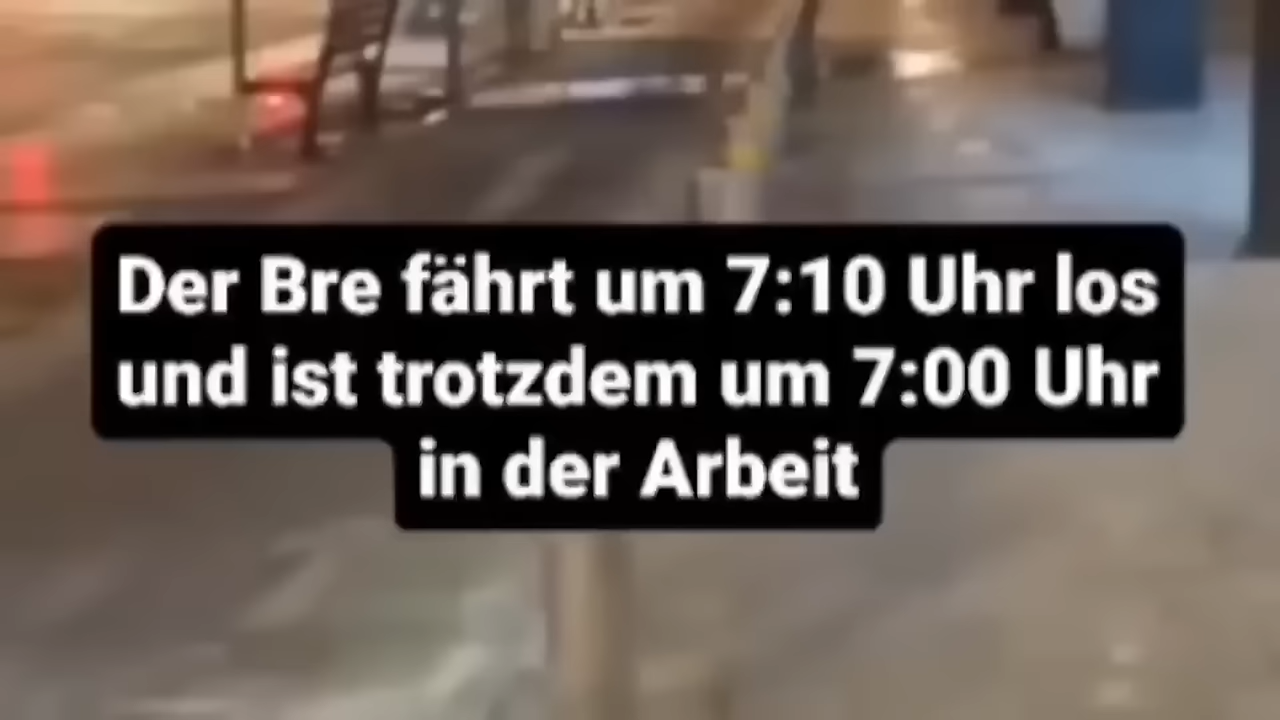 Der Bre fährt um 7:10 Uhr los
und ist trotzdem um 7:00 Uhr
in der Arbeit